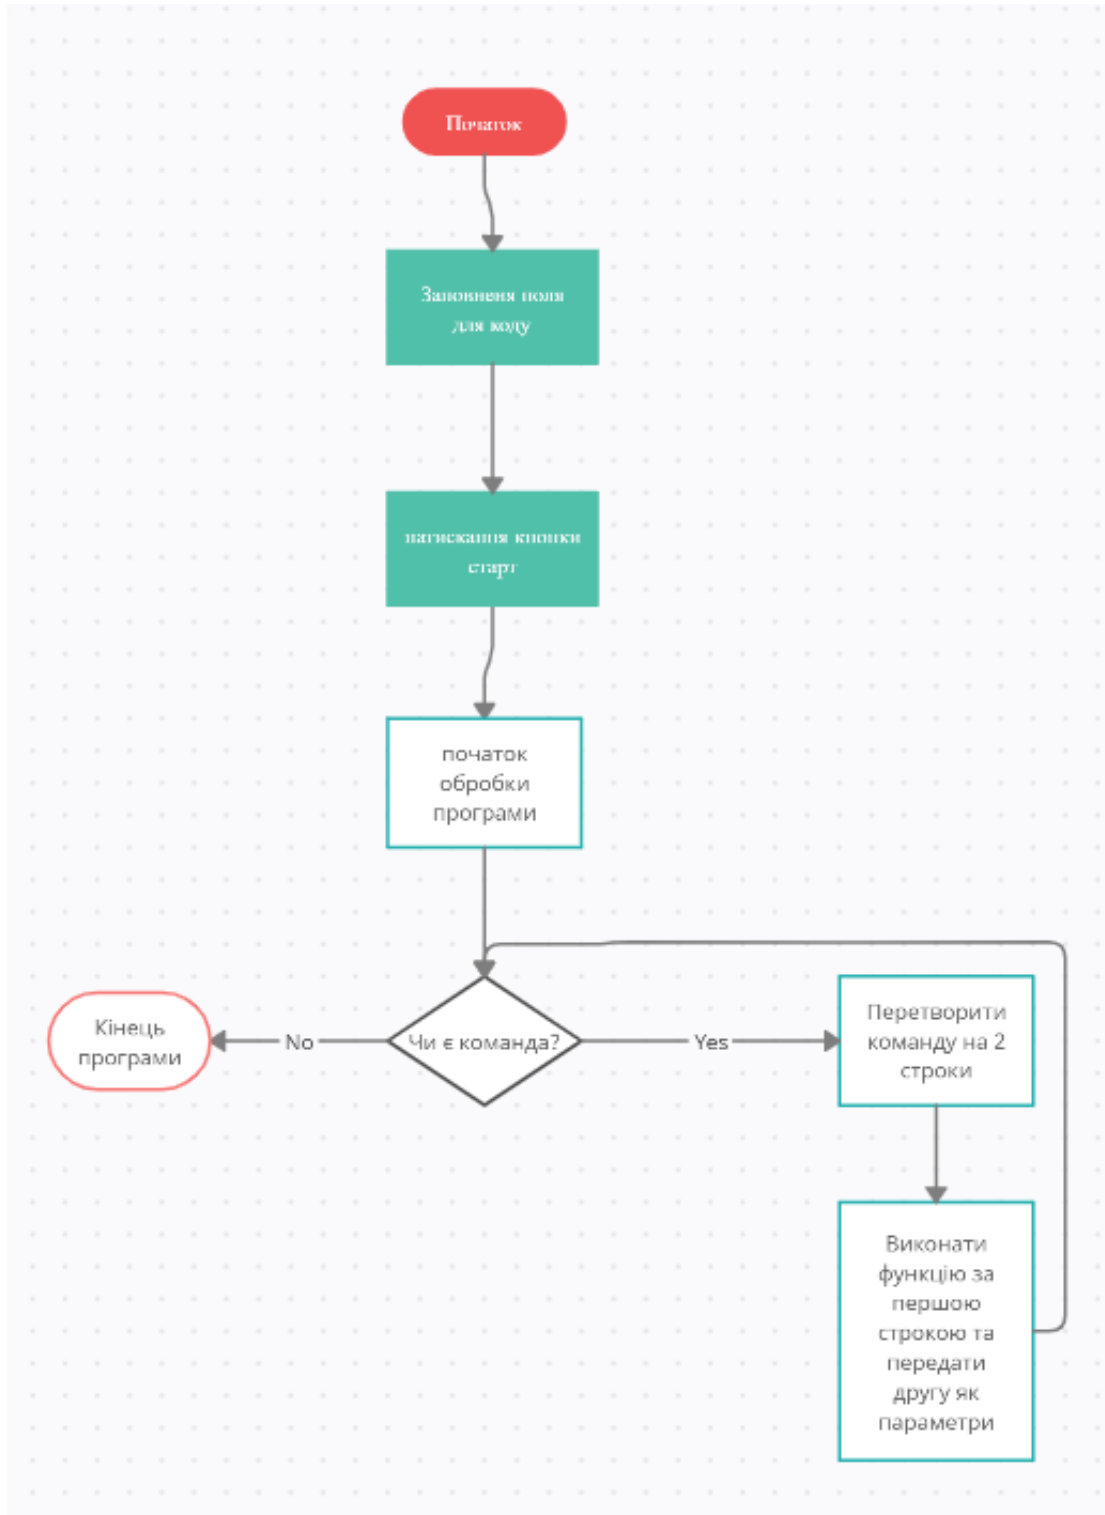 Початок
Заповненя поля
для коду
натискання кнопки
старт
початок
обробки
програми
Чи є команда?
No
Yes
Кінець
програми
Перетворити
команду на 2
строки
Виконати
функцію за
першою
строкою та
передати
другу як
параметри